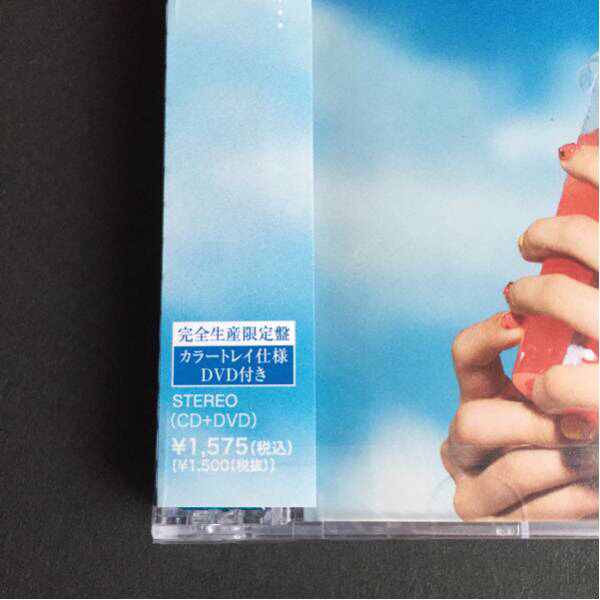 完全生産限定盤
カラートレイ仕様
DVD付き
STEREO
(CD+DVD)
¥1,575(税込)
[¥1,500(税抜)]